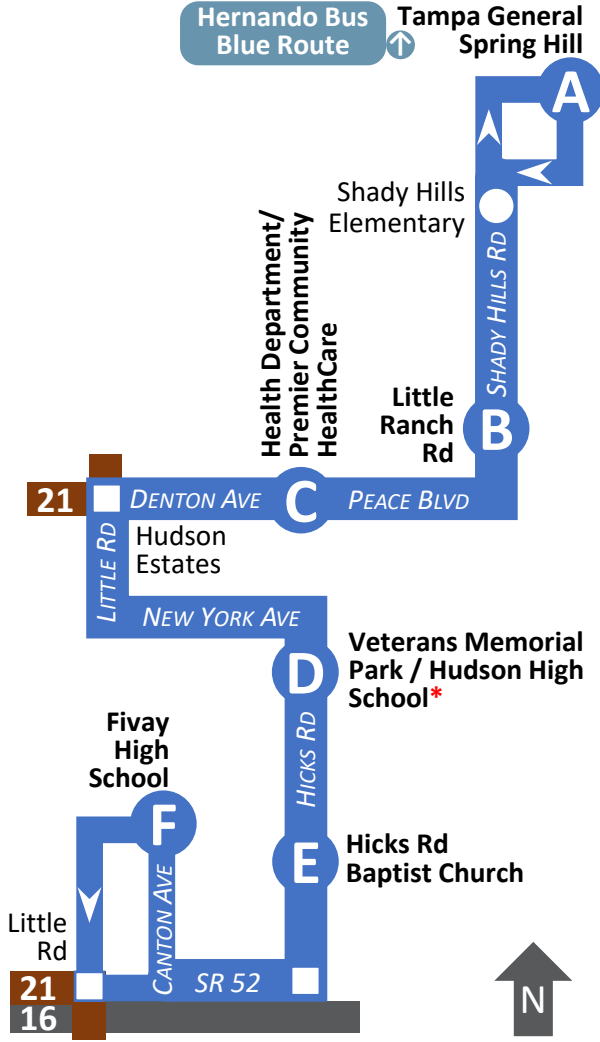 Hernando Bus
Blue Route
Tampa General
Spring Hill
A
Shady Hills
Elementary
SHADY HILLS RD
Health Department/
Premier Community
HealthCare
Little
Ranch
Rd
B
21
DENTON AVE
C
PEACE BLVD
LITTLE RD
Hudson
Estates
NEW YORK AVE
D
Veterans Memorial
Park / Hudson High
School*
HICKS RD
Fivay
High
School
F
E
Hicks Rd
Baptist Church
CANTON AVE
Little
Rd
21
SR 52
16
N